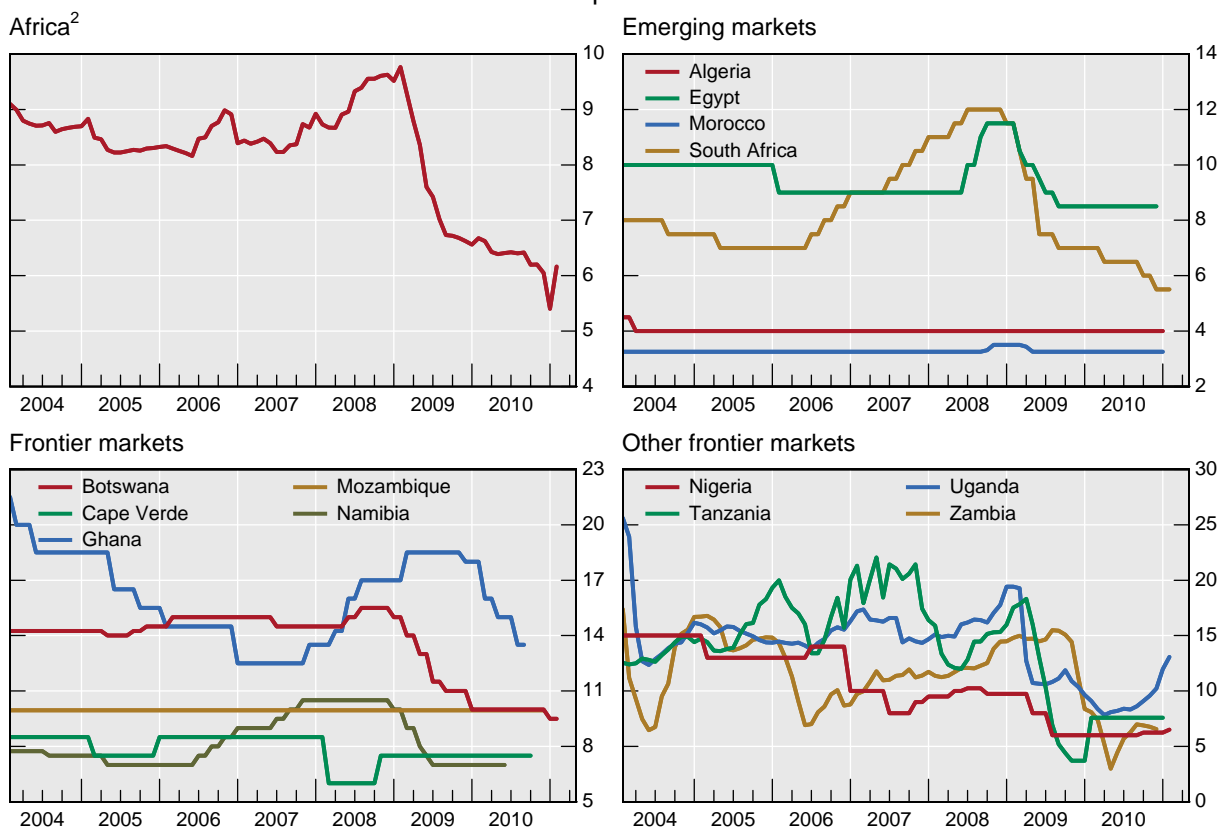 Africa2
10
9
8
7
6
5
4
2004 2005 2006 2007 2008 2009 2010
Emerging markets
Algeria
Egypt
Morocco
South Africa
14
12
10
8
6
4
2
2004 2005 2006 2007 2008 2009 2010
Frontier markets
Botswana Mozambique
Cape Verde Namibia
Ghana
23
20
17
14
11
8
5
2004 2005 2006 2007 2008 2009 2010
Other frontier markets
Nigeria Uganda
Tanzania Zambia
30
25
20
15
10
5
0
2004 2005 2006 2007 2008 2009 2010